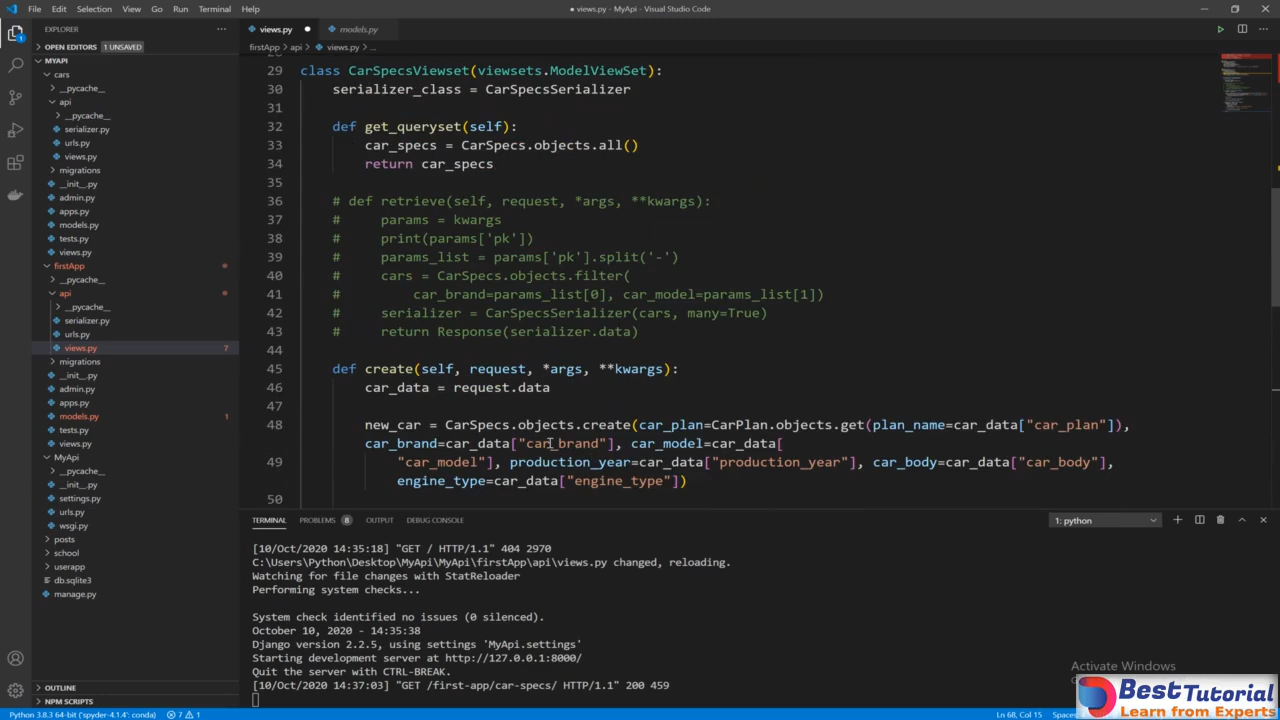 File Edit Selection View Go Run Terminal Help
● views.py - MyApi - Visual Studio Code
EXPLORER
OPEN EDITORS 1 UNSAVED
MYAPI
cars
__pycache__
api
__pycache__
serializer.py
urls.py
views.py
migrations
__init__.py
admin.py
apps.py
models.py
tests.py
views.py
firstApp
__pycache__
api
__pycache__
serializer.py
urls.py
views.py 7
migrations
__init__.py
admin.py
apps.py
models.py 1
tests.py
views.py
MyApi
__pycache__
__init__.py
settings.py
urls.py
wsgi.py
posts
school
userapp
db.sqlite3
manage.py
OUTLINE
NPM SCRIPTS
views.py ● models.py
firstApp > api > views.py > ...
29 class CarSpecsViewset(viewsets.ModelViewSet):
30 serializer_class = CarSpecsSerializer
31
32 def get_queryset(self):
33 car_specs = CarSpecs.objects.all()
34 return car_specs
35
36 # def retrieve(self, request, *args, **kwargs):
37 # params = kwargs
38 # print(params['pk'])
39 # params_list = params['pk'].split('-')
40 # cars = CarSpecs.objects.filter(
41 # car_brand=params_list[0], car_model=params_list[1])
42 # serializer = CarSpecsSerializer(cars, many=True)
43 # return Response(serializer.data)
44
45 def create(self, request, *args, **kwargs):
46 car_data = request.data
47
48 new_car = CarSpecs.objects.create(car_plan=CarPlan.objects.get(plan_name=car_data["car_plan"]),
car_brand=car_data["car_brand"], car_model=car_data[
49 "car_model"], production_year=car_data["production_year"], car_body=car_data["car_body"],
engine_type=car_data["engine_type"])
50
TERMINAL PROBLEMS 8 OUTPUT DEBUG CONSOLE
1: python
[10/Oct/2020 14:35:18] "GET / HTTP/1.1" 404 2970
C:\Users\Python\Desktop\MyApi\MyApi\firstApp\api\views.py changed, reloading.
Watching for file changes with StatReloader
Performing system checks...
System check identified no issues (0 silenced).
October 10, 2020 - 14:35:38
Django version 2.2.5, using settings 'MyApi.settings'
Starting development server at http://127.0.0.1:8000/
Quit the server with CTRL-BREAK.
[10/Oct/2020 14:37:03] "GET /first-app/car-specs/ HTTP/1.1" 200 459
Activate Windows
BestTutorial
Learn from Experts
Python 3.8.3 64-bit ('spyder-4.1.4': conda) 7 1
Ln 68, Col 15 Spaces